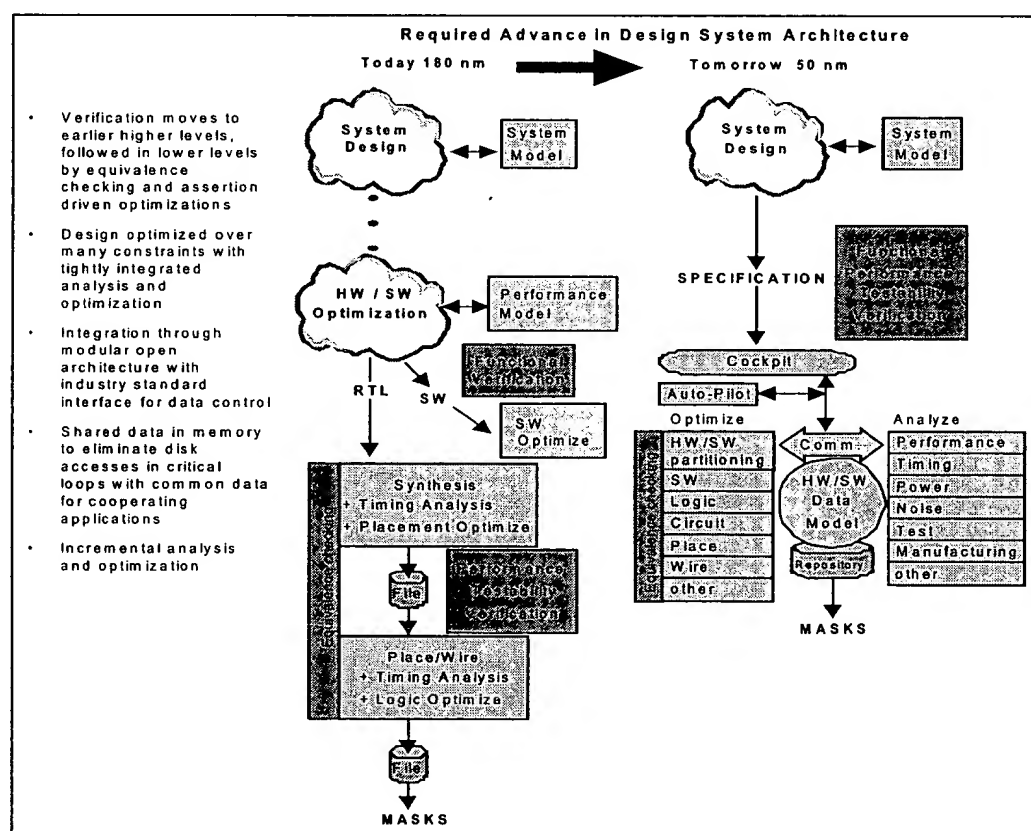 Required Advance in Design System Architecture
Today 180 nm
Tomorrow 50 nm
• Verification moves to
earlier higher levels,
followed in lower levels
by equivalence
checking and assertion
driven optimizations
• Design optimized over
many constraints with
tightly integrated
analysis and
optimization
• Integration through
modular open
architecture with
industry standard
interface for data control
• Shared data in memory
to eliminate disk
accesses in critical
loops with common data
for cooperating
applications
• Incremental analysis
and optimization
System
Design
System
Model
HW / SW
Optimization
Performance
Model
Functional
Verification
RTL
SW
SW
Optimize
Equivalence checking
Synthesis
+ Timing Analysis
+ Placement Optimize
File
Performance
Testability
Verification
Place/Wire
+ Timing Analysis
+ Logic Optimize
File
MASKS
System
Design
System
Model
SPECIFICATION
Functional
Performance
Testability
Verification
Cockpit
Auto-Pilot
Optimize
Equivalence checking
HW/SW
partitioning
SW
Logic
Circuit
Place
Wire
other
Comm
HW/SW
Data
Model
Repository
MASKS
Analyze
Performance
Timing
Power
Noise
Test
Manufacturing
other